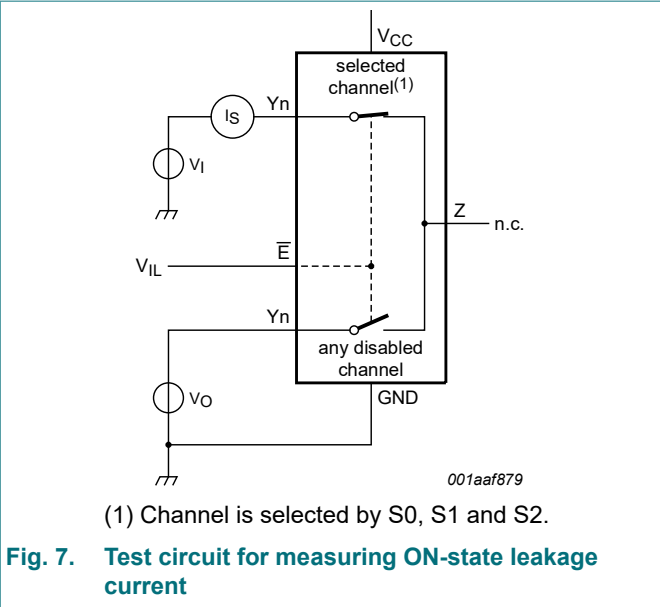 VCC
selected
channel(1)
Yn
IS
VI
Z
n.c.
E
VIL
Yn
any disabled
channel
VO
GND
001aaf879
(1) Channel is selected by S0, S1 and S2.
Fig. 7. Test circuit for measuring ON-state leakage
current